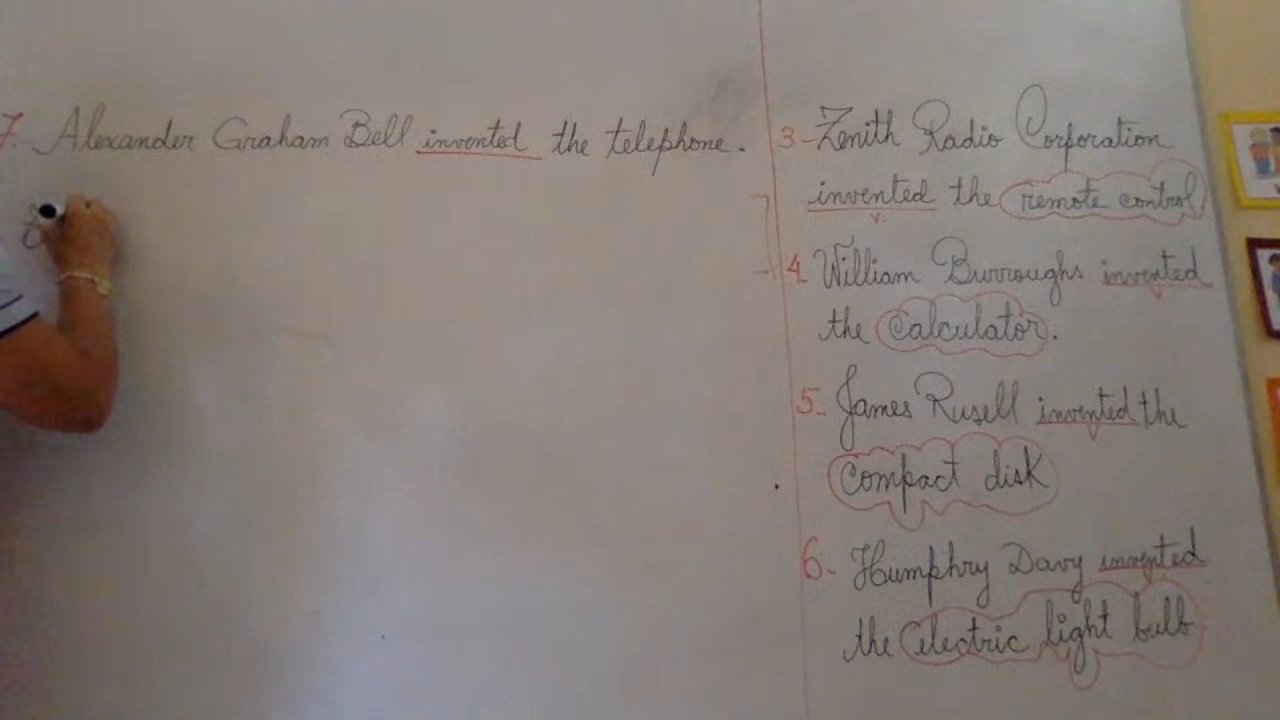 7. Alexander Graham Bell invented the telephone.
3-Zenith Radio Corporation
invented the remote control
v.
4. William Burroughs invented
the calculator.
5- James Rusell invented the
compact disk
6- Humphry Davy invented
the electric light bulb